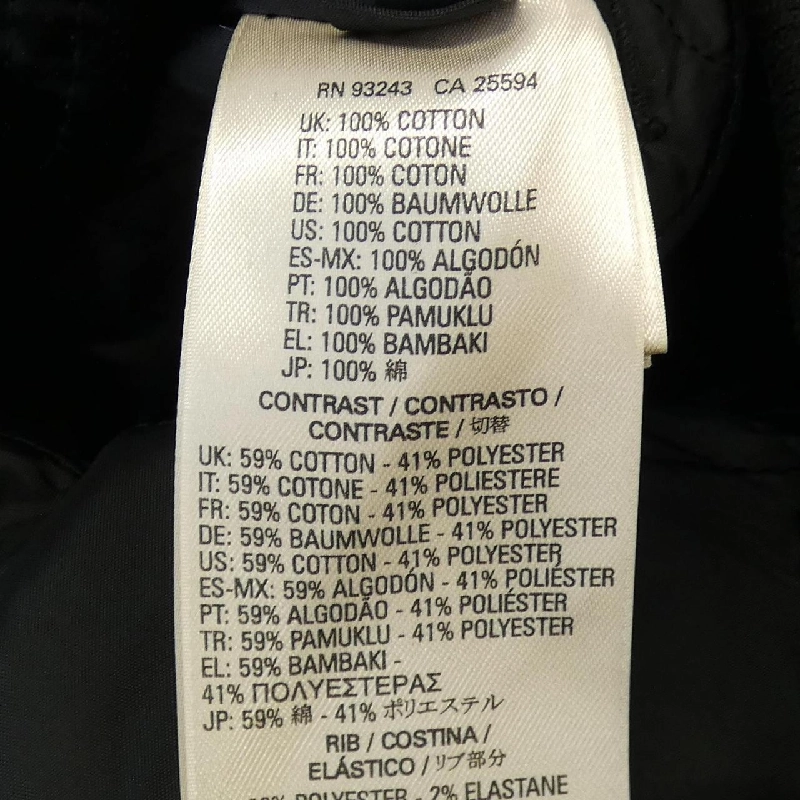 RN 93243 CA 25594
UK: 100% COTTON
IT: 100% COTONE
FR: 100% COTON
DE: 100% BAUMWOLLE
US: 100% COTTON
ES-MX: 100% ALGODÓN
PT: 100% ALGODÃO
TR: 100% PAMUKLU
EL: 100% BAMBAKI
JP: 100% 綿
CONTRAST / CONTRASTO /
CONTRASTE / 切替
UK: 59% COTTON - 41% POLYESTER
IT: 59% COTONE - 41% POLIESTERE
FR: 59% COTON - 41% POLYESTER
DE: 59% BAUMWOLLE - 41% POLYESTER
US: 59% COTTON - 41% POLYESTER
ES-MX: 59% ALGODÓN - 41% POLIÉSTER
PT: 59% ALGODÃO - 41% POLIÉSTER
TR: 59% PAMUKLU - 41% POLYESTER
EL: 59% BAMBAKI -
41% ΠΟΛΥΕΣΤΕΡΑΣ
JP: 59% 綿 - 41% ポリエステル
RIB / COSTINA /
ELÁSTICO / リブ部分
POLYESTER - 2% ELASTANE